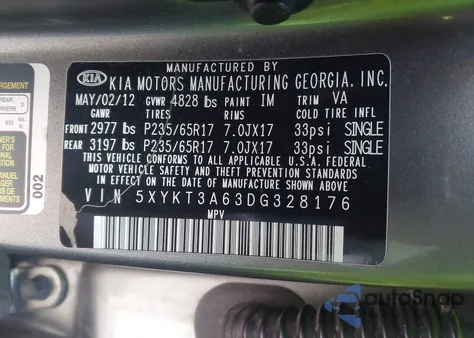 MANUFACTURED BY
KIA KIA MOTORS MANUFACTURING GEORGIA, INC.
MAY/02/12 GVWR 4828 lbs PAINT IM TRIM VA
GAWR TIRES RIMS COLD TIRE INFL
FRONT 2977 lbs P235/65R17 7.0JX17 33psi SINGLE
REAR 3197 lbs P235/65R17 7.0JX17 33psi SINGLE
THIS VEHICLE CONFORMS TO ALL APPLICABLE U.S.A. FEDERAL
MOTOR VEHICLE SAFETY, BUMPER, AND THEFT PREVENTION STANDARDS
IN EFFECT ON THE DATE OF MANUFACTURE SHOWN ABOVE.
VIN 5XYKT3A63DG328176
MPV
002
autoSnap